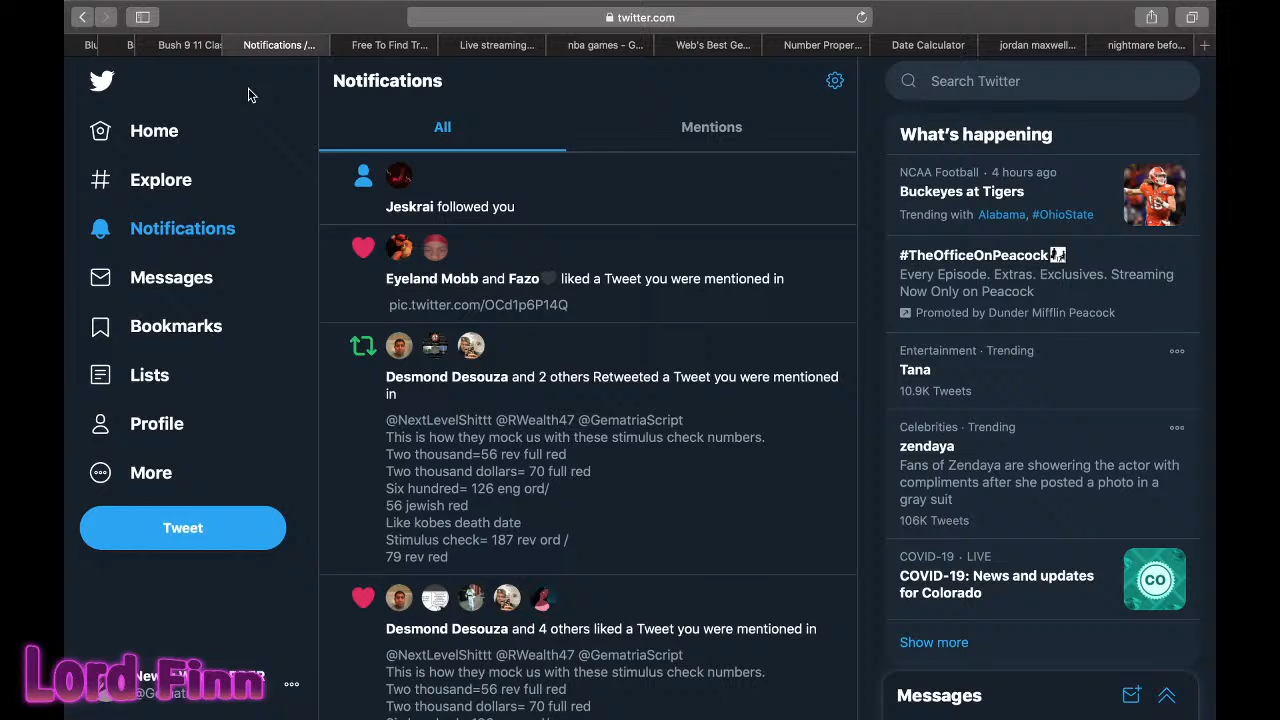 twitter.com
Blu
B
Bush 9 11 Cla
Notifications /...
Free To Find Tr...
Live streaming...
nba games - G...
Web's Best Ge...
Number Proper...
Date Calculator
jordan maxwell...
nightmare befo...
Home
Explore
Notifications
Messages
Bookmarks
Lists
Profile
More
Tweet
Lord Finn
Notifications
All
Mentions
Jeskrai followed you
Eyeland Mobb and Fazo🖤 liked a Tweet you were mentioned in
pic.twitter.com/OCd1p6P14Q
Desmond Desouza and 2 others Retweeted a Tweet you were mentioned
in
@NextLevelShittt @RWealth47 @GematriaScript
This is how they mock us with these stimulus check numbers.
Two thousand=56 rev full red
Two thousand dollars= 70 full red
Six hundred= 126 eng ord/
56 jewish red
Like kobes death date
Stimulus check= 187 rev ord /
79 rev red
Desmond Desouza and 4 others liked a Tweet you were mentioned in
@NextLevelShittt @RWealth47 @GematriaScript
This is how they mock us with these stimulus check numbers.
Two thousand=56 rev full red
Two thousand dollars= 70 full red
Search Twitter
What's happening
NCAA Football · 4 hours ago
Buckeyes at Tigers
Trending with Alabama, #OhioState
#TheOfficeOnPeacock
Every Episode. Extras. Exclusives. Streaming
Now Only on Peacock
Promoted by Dunder Mifflin Peacock
Entertainment · Trending
Tana
10.9K Tweets
Celebrities · Trending
zendaya
Fans of Zendaya are showering the actor with
compliments after she posted a photo in a
gray suit
106K Tweets
COVID-19 · LIVE
COVID-19: News and updates
for Colorado
CO
Show more
Messages